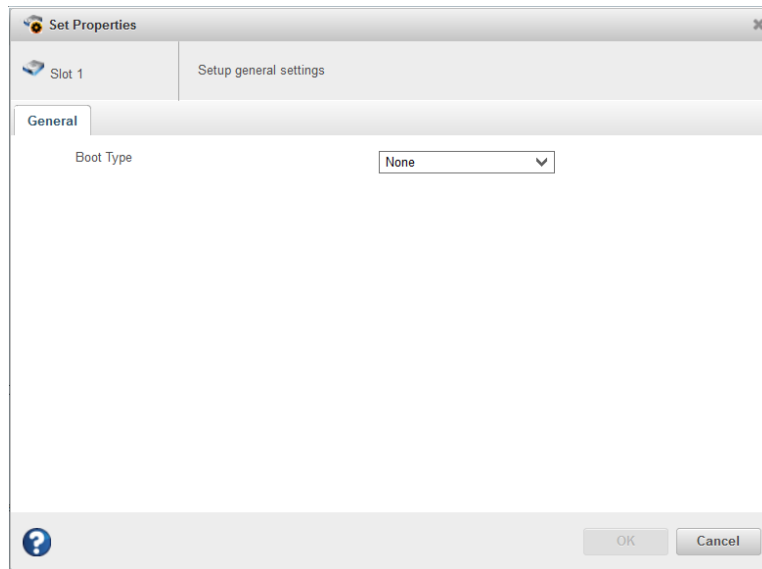 Set Properties
Slot 1
Setup general settings
General
Boot Type
None
OK
Cancel